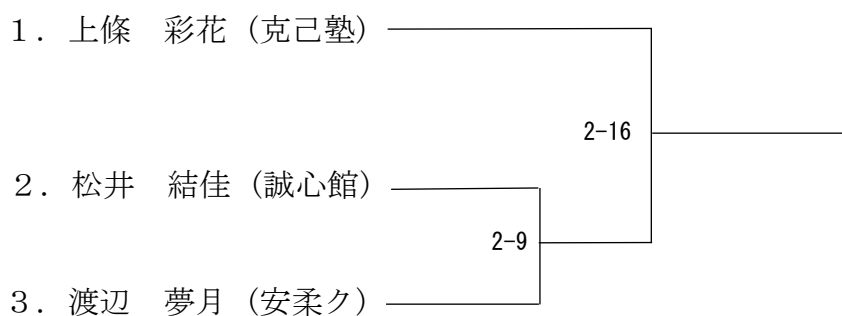 １．上條　彩花（克己塾）
2-16
２．松井　結佳（誠心館）
2-9
３．渡辺　夢月（安柔ク）